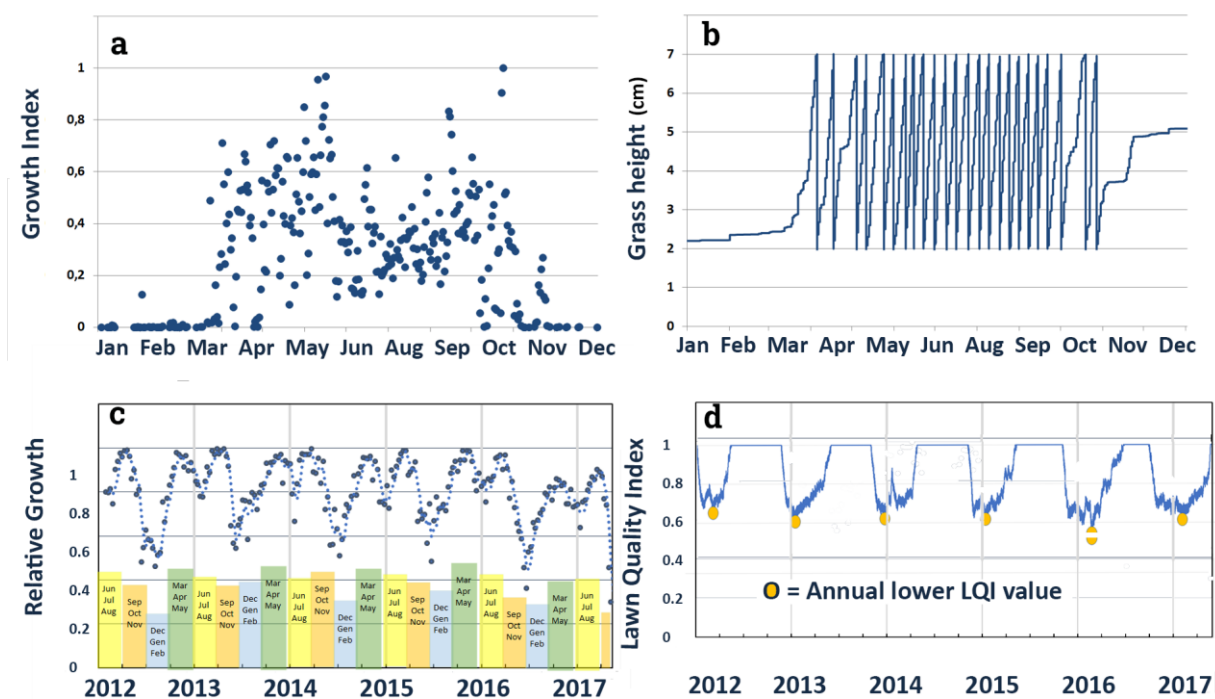 a
Growth Index
1
0,8
0,6
0,4
0,2
0
Jan Feb Mar Apr May Jun Aug Sep Oct Nov Dec
b
Grass height (cm)
7
6
5
4
3
2
1
0
Jan Feb Mar Apr May Jun Aug Sep Oct Nov Dec
c
Relative Growth
1
0.8
0.6
0.4
0.2
0
Jun
Jul
Aug
Sep
Oct
Nov
Dec
Gen
Feb
Mar
Apr
May
Jun
Jul
Aug
Sep
Oct
Nov
Dec
Gen
Feb
Mar
Apr
May
Jun
Jul
Aug
Sep
Oct
Nov
Dec
Gen
Feb
Mar
Apr
May
Jun
Jul
Aug
Sep
Oct
Nov
Dec
Gen
Feb
Mar
Apr
May
Jun
Jul
Aug
Sep
Oct
Nov
Dec
Gen
Feb
Mar
Apr
May
Jun
Jul
Aug
2012 2013 2014 2015 2016 2017
d
Lawn Quality Index
1
0.8
0.6
0.4
0.2
0
O = Annual lower LQI value
2012 2013 2014 2015 2016 2017